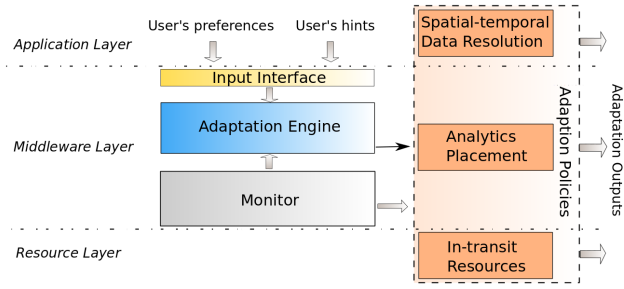 User's preferences
User's hints
Spatial-temporal
Data Resolution
Application Layer
Input Interface
Adaptation Engine
Middleware Layer
Analytics
Placement
Adaption Policies
Adaptation Outputs
Monitor
Resource Layer
In-transit
Resources